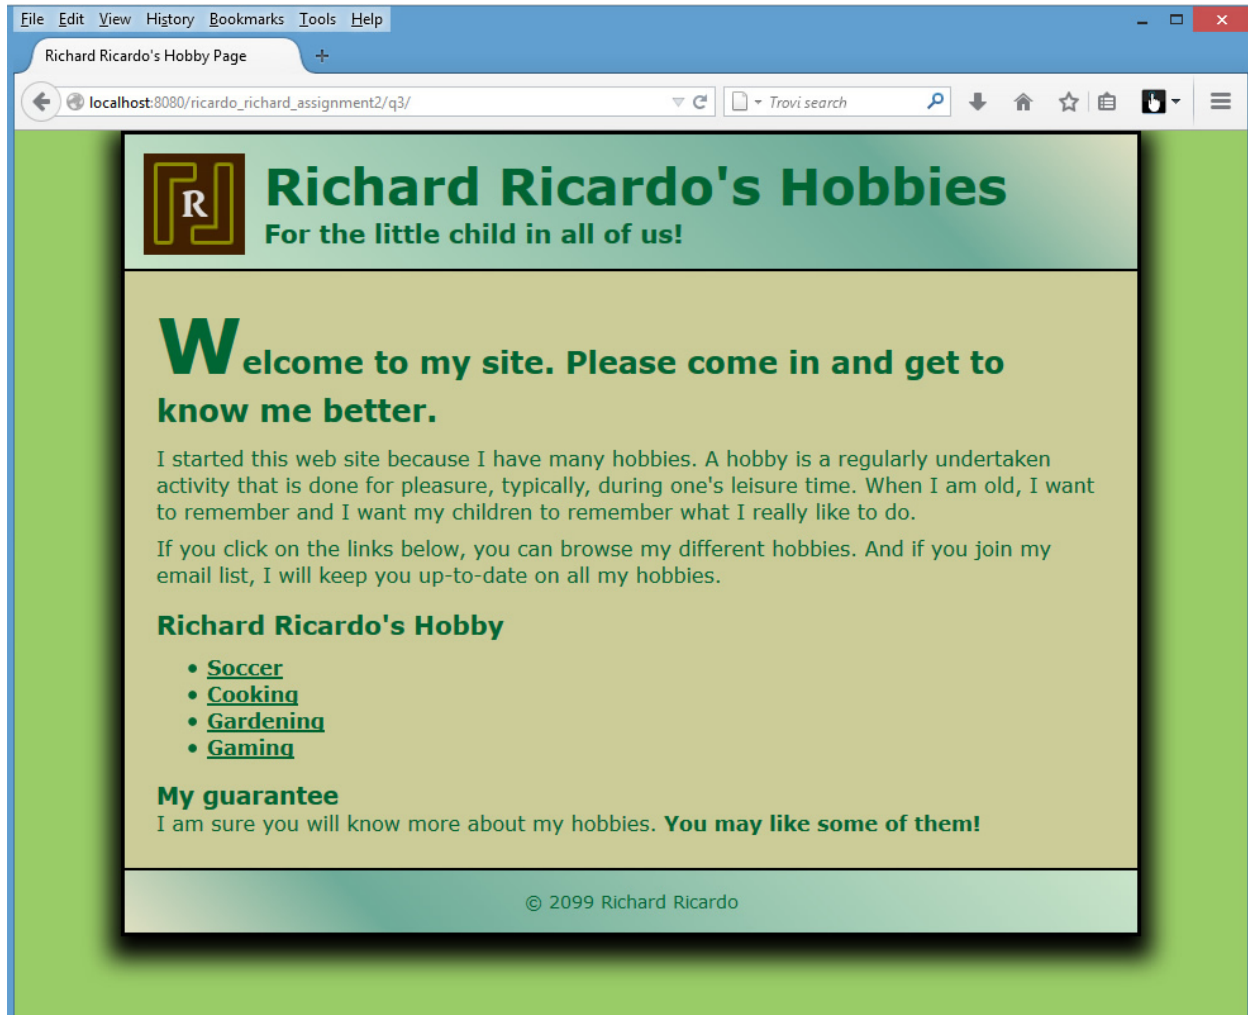 File Edit View History Bookmarks Tools Help
Richard Ricardo's Hobby Page
localhost:8080/ricardo_richard_assignment2/q3/ Trovi search
R
Richard Ricardo's Hobbies
For the little child in all of us!
Welcome to my site. Please come in and get to
know me better.
I started this web site because I have many hobbies. A hobby is a regularly undertaken
activity that is done for pleasure, typically, during one's leisure time. When I am old, I want
to remember and I want my children to remember what I really like to do.
If you click on the links below, you can browse my different hobbies. And if you join my
email list, I will keep you up-to-date on all my hobbies.
Richard Ricardo's Hobby
• Soccer
• Cooking
• Gardening
• Gaming
My guarantee
I am sure you will know more about my hobbies. You may like some of them!
© 2099 Richard Ricardo